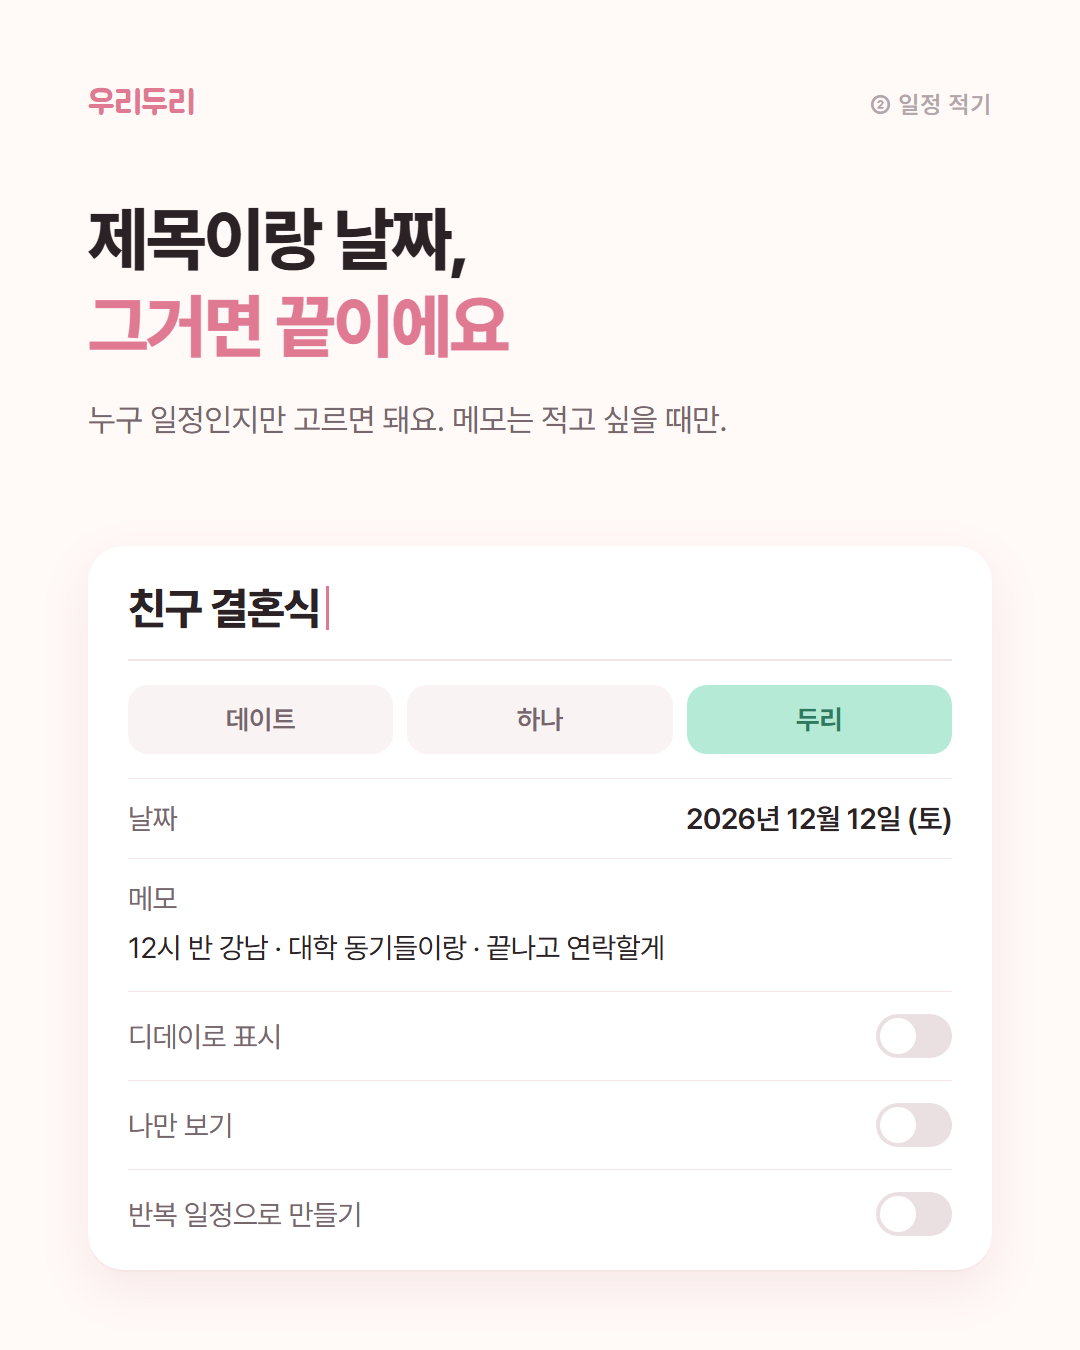 우리두리
② 일정 적기
제목이랑 날짜,
그거면 끝이에요
누구 일정인지만 고르면 돼요. 메모는 적고 싶을 때만.
친구 결혼식
데이트
하나
두리
날짜
2026년 12월 12일 (토)
메모
12시 반 강남 · 대학 동기들이랑 · 끝나고 연락할게
디데이로 표시
나만 보기
반복 일정으로 만들기